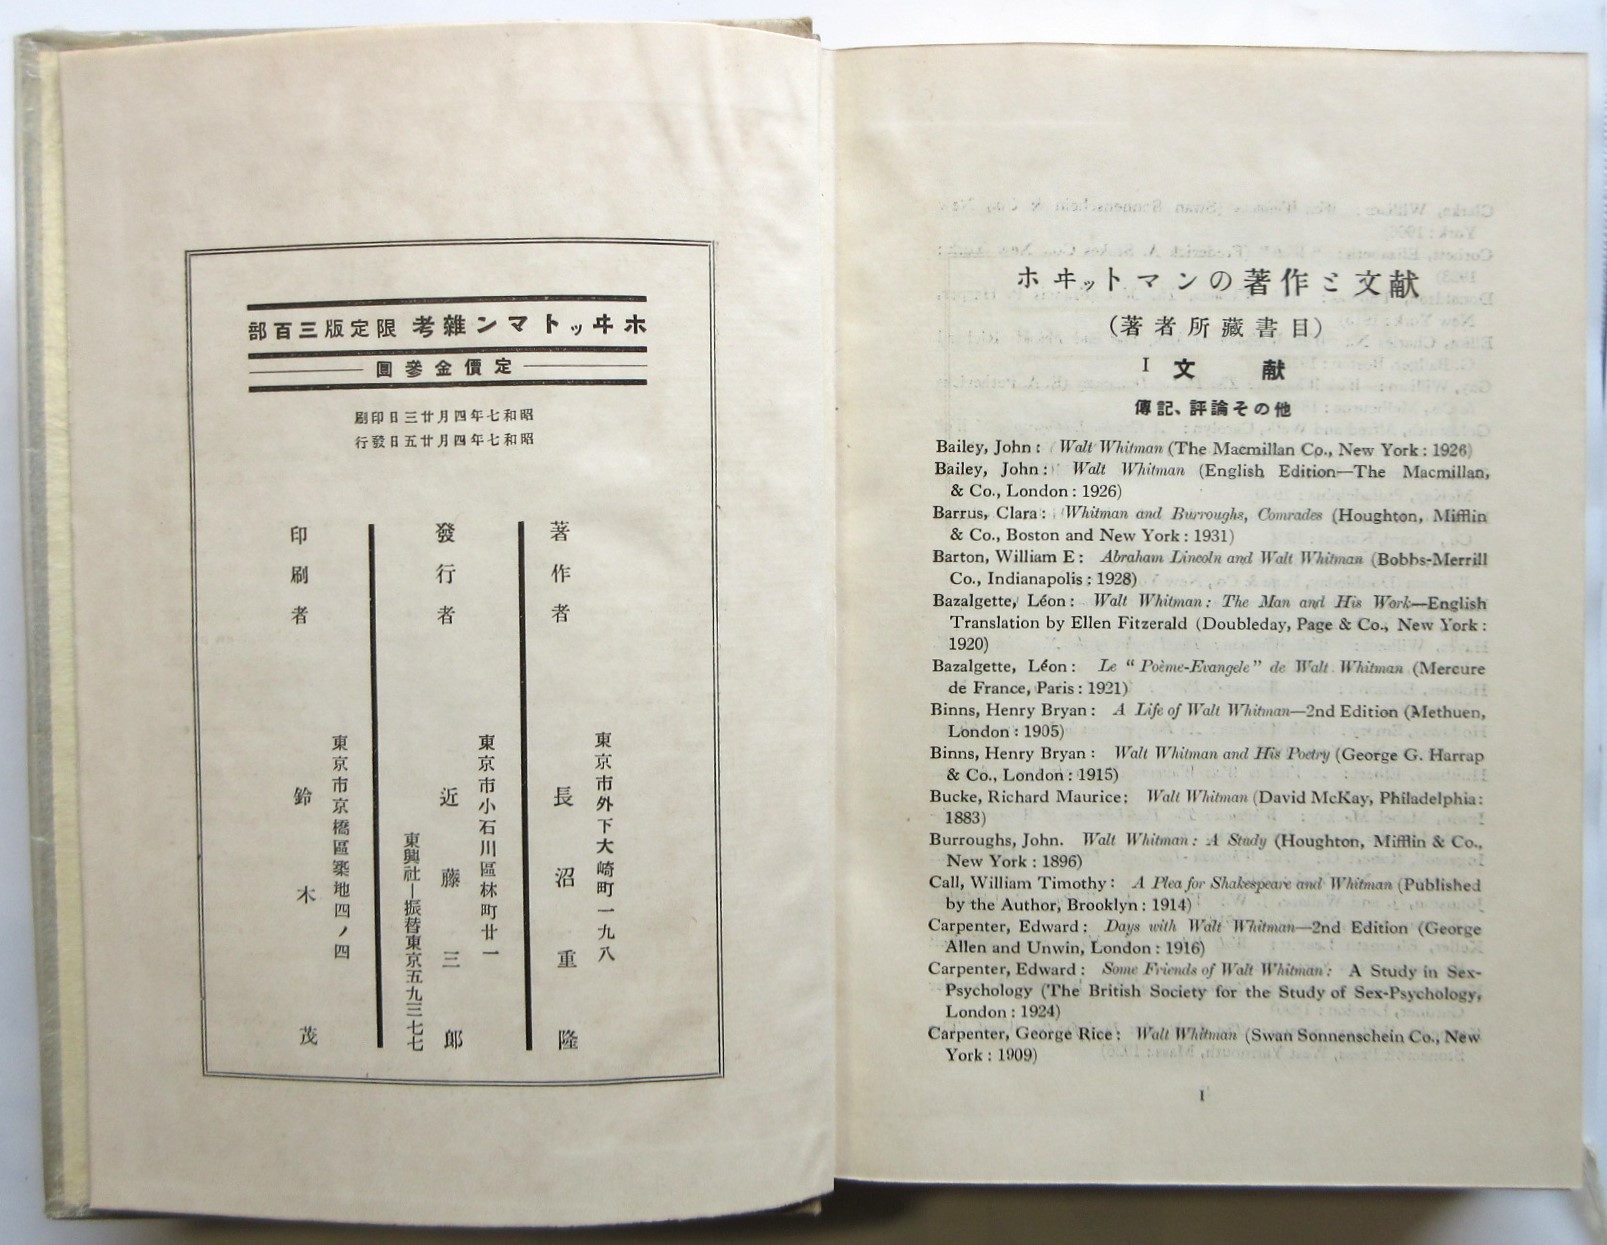 ホヰットマン雜考 限定版三百部
定價金參圓
昭和七年四月廿三日印刷
昭和七年四月廿五日發行
著作者
東京市外下大崎町一九八
長沼重隆
發行者
東京市小石川區林町廿一
近藤三郎
東興社―振替東京五九三七七
印刷者
東京市京橋區築地四ノ四
鈴木茂
ホヰットマンの著作と文献
(著者所藏書目)
I 文献
傳記、評論その他
Bailey, John: Walt Whitman (The Macmillan Co., New York: 1926)
Bailey, John: Walt Whitman (English Edition—The Macmillan,
& Co., London: 1926)
Barrus, Clara: Whitman and Burroughs, Comrades (Houghton, Mifflin
& Co., Boston and New York: 1931)
Barton, William E: Abraham Lincoln and Walt Whitman (Bobbs-Merrill
Co., Indianapolis: 1928)
Bazalgette, Léon: Walt Whitman: The Man and His Work—English
Translation by Ellen Fitzerald (Doubleday, Page & Co., New York:
1920)
Bazalgette, Léon: Le "Poème-Evangele" de Walt Whitman (Mercure
de France, Paris: 1921)
Binns, Henry Bryan: A Life of Walt Whitman—2nd Edition (Methuen,
London: 1905)
Binns, Henry Bryan: Walt Whitman and His Poetry (George G. Harrap
& Co., London: 1915)
Bucke, Richard Maurice: Walt Whitman (David McKay, Philadelphia:
1883)
Burroughs, John. Walt Whitman: A Study (Houghton, Mifflin & Co.,
New York: 1896)
Call, William Timothy: A Plea for Shakespeare and Whitman (Published
by the Author, Brooklyn: 1914)
Carpenter, Edward: Days with Walt Whitman—2nd Edition (George
Allen and Unwin, London: 1916)
Carpenter, Edward: Some Friends of Walt Whitman: A Study in Sex-
Psychology (The British Society for the Study of Sex-Psychology,
London: 1924)
Carpenter, George Rice: Walt Whitman (Swan Sonnenschein Co., New
York: 1909)
I